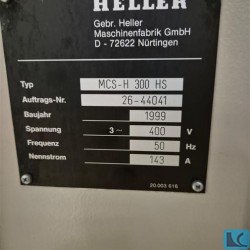 HELLER
Gebr. Heller
Maschinenfabrik GmbH
D - 72622 Nürtingen
Typ MCS-H 300 HS
Auftrags-Nr. 26-44041
Baujahr 1999
Spannung 3~ 400 V
Frequenz 50 Hz
Nennstrom 143 A
20.003 616